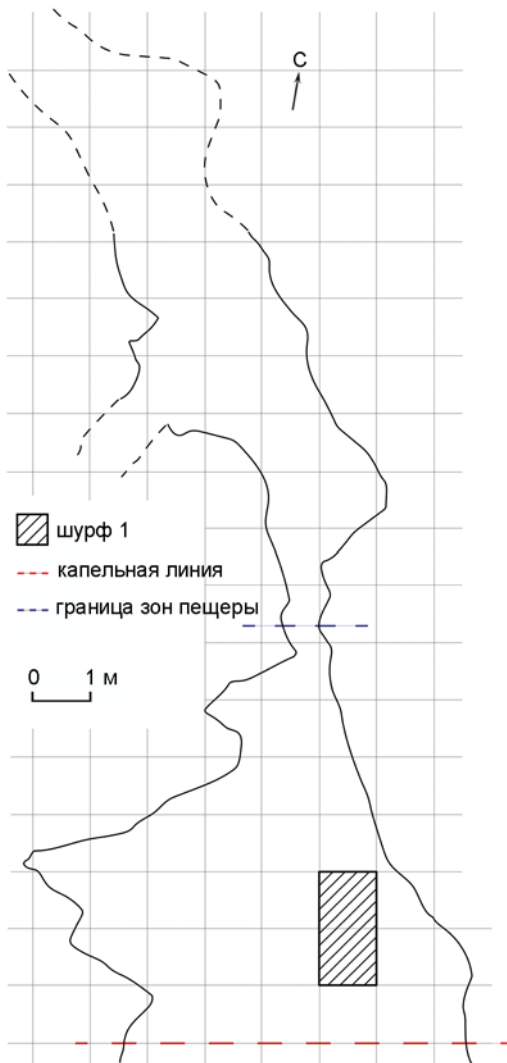 С
шурф 1
капельная линия
граница зон пещеры
0 1 м